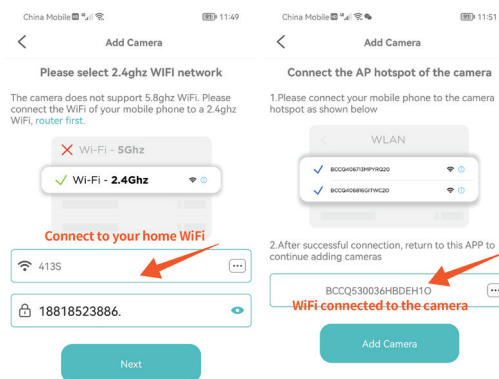 China Mobile 11:49
Add Camera
Please select 2.4ghz WIFI network
The camera does not support 5.8ghz WiFi. Please
connect the WiFi of your mobile phone to a 2.4ghz
WiFi, router first.
Wi-Fi - 5Ghz
Wi-Fi - 2.4Ghz
Connect to your home WiFi
413S
18818523886.
Next
China Mobile 11:51
Add Camera
Connect the AP hotspot of the camera
1.Please connect your mobile phone to the camera
hotspot as shown below
WLAN
BCCQ406713MPYRQ20
BCCQ406816GITWC20
2.After successful connection, return to this APP to
continue adding cameras
BCCQ530036HBDEH1O
WiFi connected to the camera
Add Camera